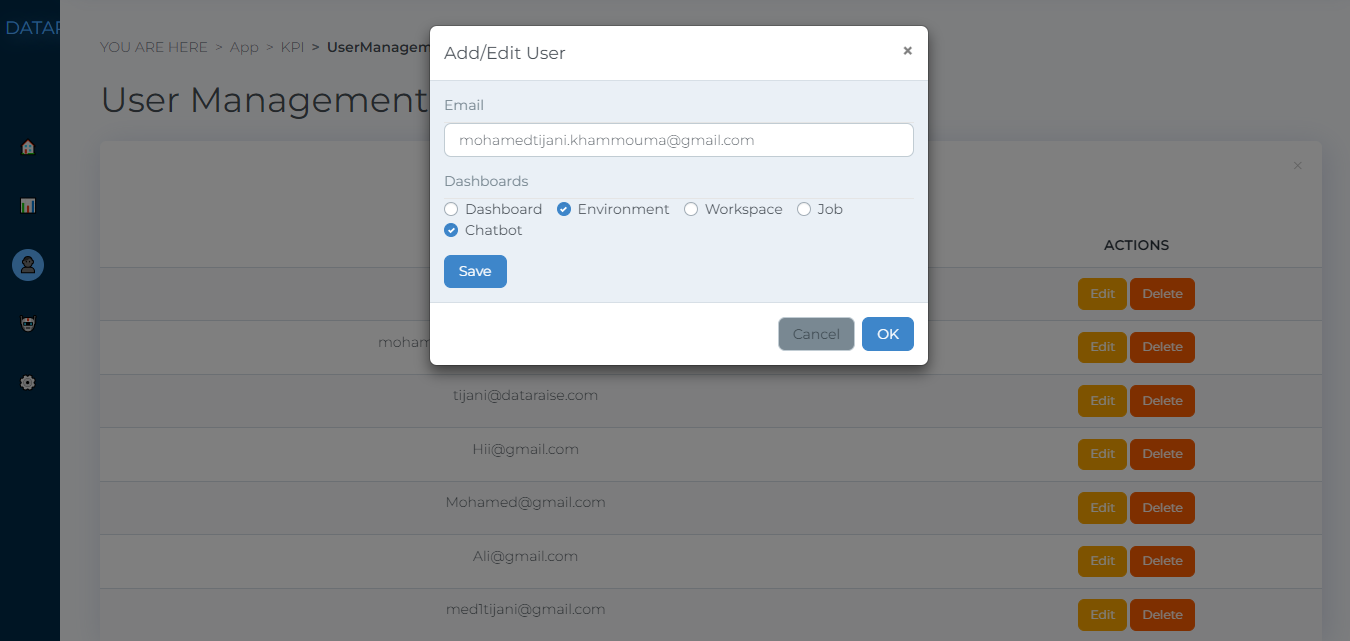 DATAR
YOU ARE HERE > App > KPI > UserManagem
User Management
Add/Edit User
×
Email
mohamedtijani.khammouma@gmail.com
Dashboards
Dashboard Environment Workspace Job
Chatbot
Save
Cancel OK
×
ACTIONS
Edit Delete
moham Edit Delete
tijani@dataraise.com Edit Delete
Hii@gmail.com Edit Delete
Mohamed@gmail.com Edit Delete
Ali@gmail.com Edit Delete
med1tijani@gmail.com Edit Delete